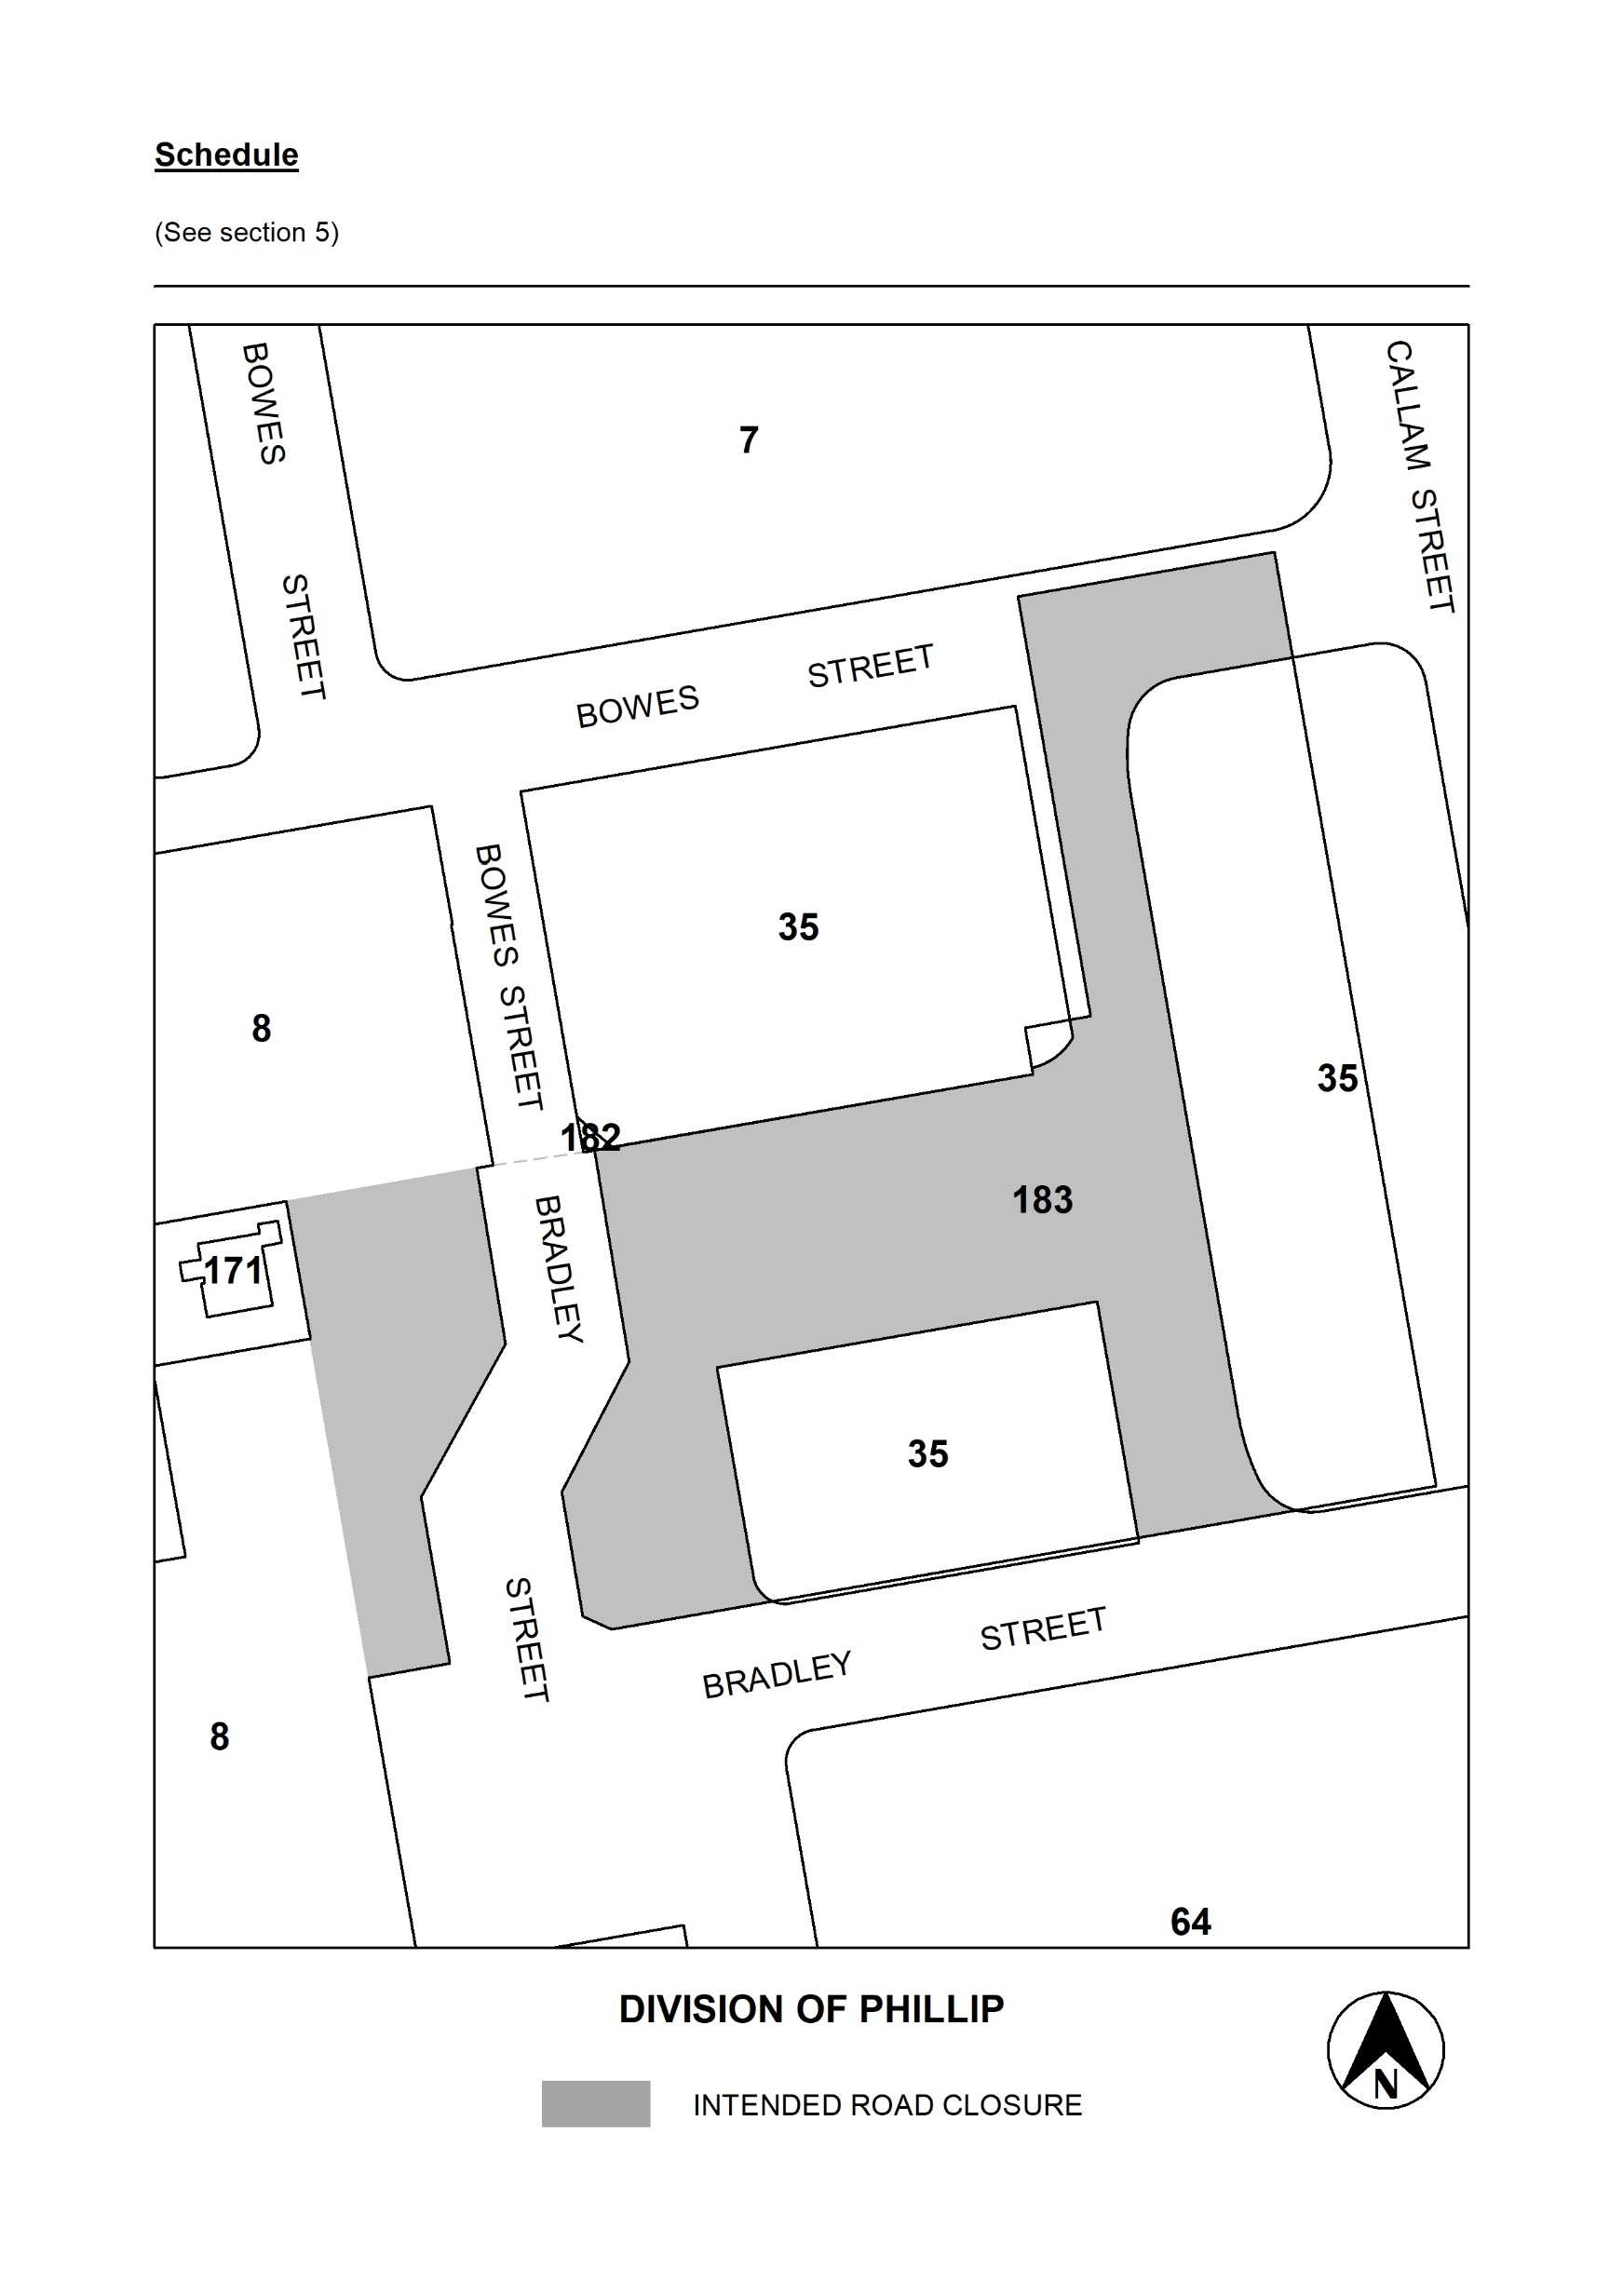 Schedule
(See section 5)
BOWES STREET
7
CALLAM STREET
BOWES STREET
BOWES STREET
35
8
35
182
183
171
BRADLEY STREET
35
BRADLEY STREET
8
64
DIVISION OF PHILLIP
N
INTENDED ROAD CLOSURE